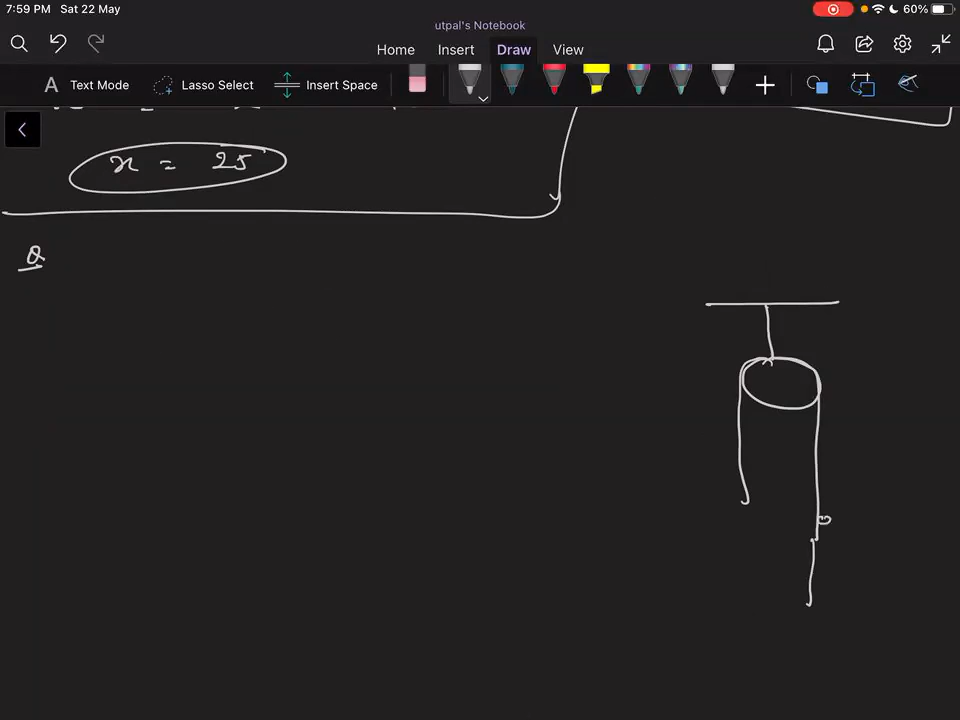 7:59 PM Sat 22 May
60%
utpal's Notebook
Home Insert Draw View
Text Mode Lasso Select Insert Space
x = 25
Q